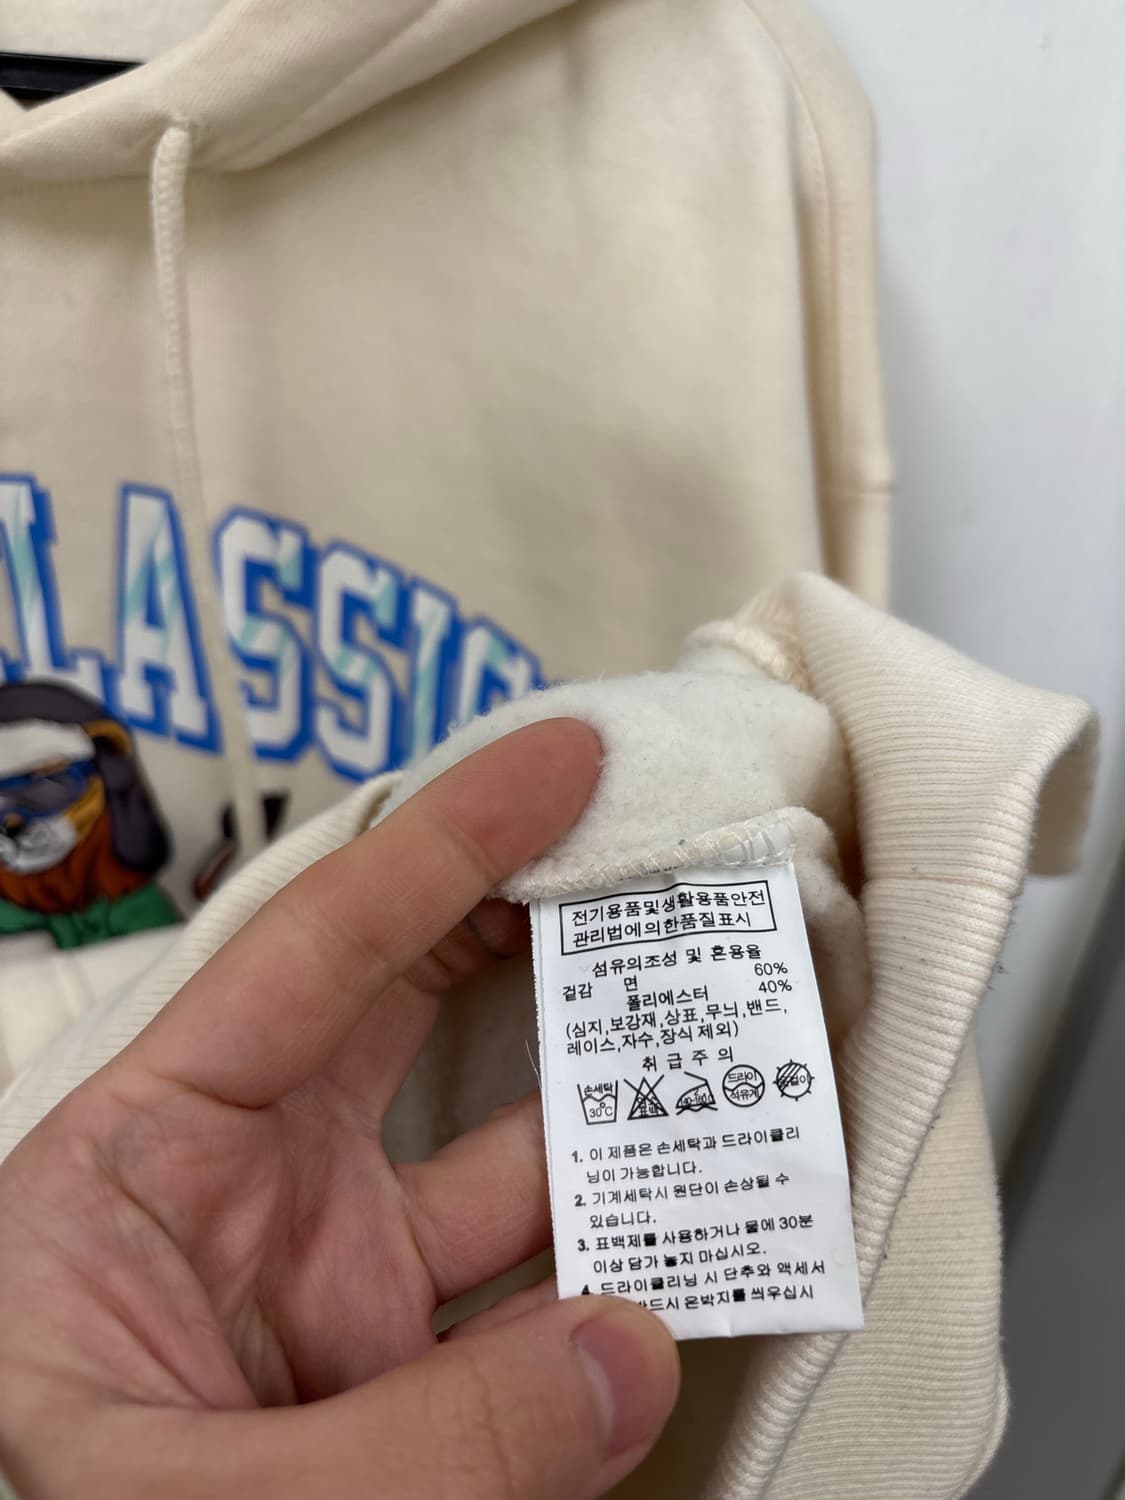 CLASSIC
전기용품및생활용품안전
관리법에의한품질표시
섬유의조성 및 혼용율
겉감 면 60%
폴리에스터 40%
(심지,보강재,상표,무늬,밴드,
레이스,자수,장식 제외)
취 급 주 의
손세탁 드라이
30°C 표백 석유계
1. 이 제품은 손세탁과 드라이클리
닝이 가능합니다.
2. 기계세탁시 원단이 손상될 수
있습니다.
3. 표백제를 사용하거나 물에 30분
이상 담가 놓지 마십시오.
4. 드라이클리닝 시 단추와 액세서
반드시 은박지를 씌우십시